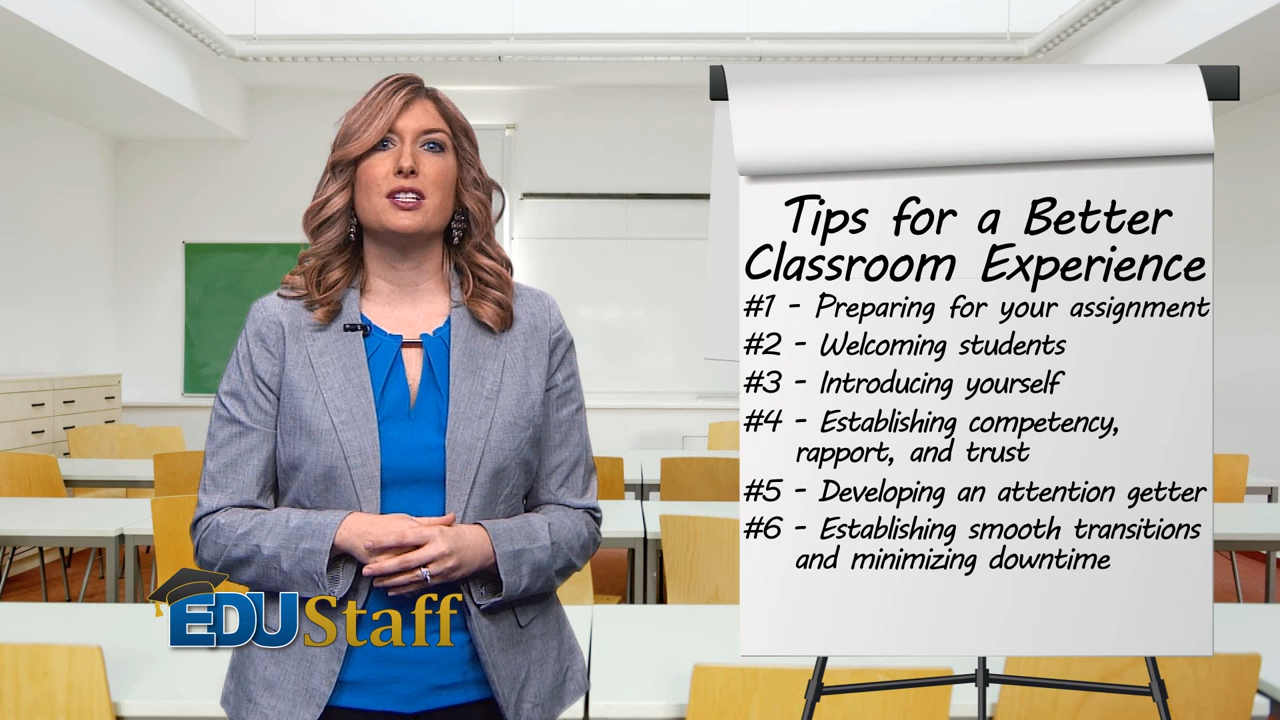 Tips for a Better
Classroom Experience
#1 - Preparing for your assignment
#2 - Welcoming students
#3 - Introducing yourself
#4 - Establishing competency,
rapport, and trust
#5 - Developing an attention getter
#6 - Establishing smooth transitions
and minimizing downtime
EDUStaff